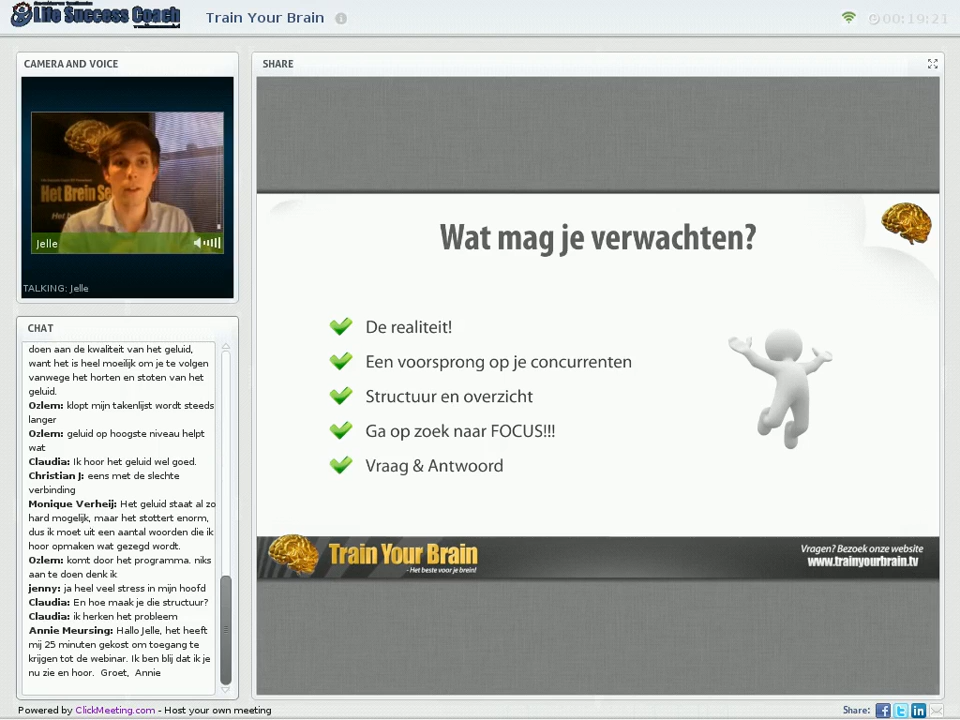 Life Success Coach
Train Your Brain
00:19:21
CAMERA AND VOICE
SHARE
Het Brein Se
Jelle
TALKING: Jelle
CHAT
doen aan de kwaliteit van het geluid,
want het is heel moeilijk om je te volgen
vanwege het horten en stoten van het
geluid.
Ozlem: klopt mijn takenlijst wordt steeds
langer
Ozlem: geluid op hoogste niveau helpt
wat
Claudia: Ik hoor het geluid wel goed.
Christian J: eens met de slechte
verbinding
Monique Verheij: Het geluid staat al zo
hard mogelijk, maar het stottert enorm,
dus ik moet uit een aantal woorden die ik
hoor opmaken wat gezegd wordt.
Ozlem: komt door het programma. niks
aan te doen denk ik
jenny: ja heel veel stress in mijn hoofd
Claudia: En hoe maak je die structuur?
Claudia: ik herken het probleem
Annie Meursing: Hallo Jelle, het heeft
mij 25 minuten gekost om toegang te
krijgen tot de webinar. Ik ben blij dat ik je
nu zie en hoor. Groet, Annie
Wat mag je verwachten?
De realiteit!
Een voorsprong op je concurrenten
Structuur en overzicht
Ga op zoek naar FOCUS!!!
Vraag & Antwoord
Train Your Brain
- Het beste voor je brein!
Vragen? Bezoek onze website
www.trainyourbrain.tv
Powered by ClickMeeting.com - Host your own meeting
Share: